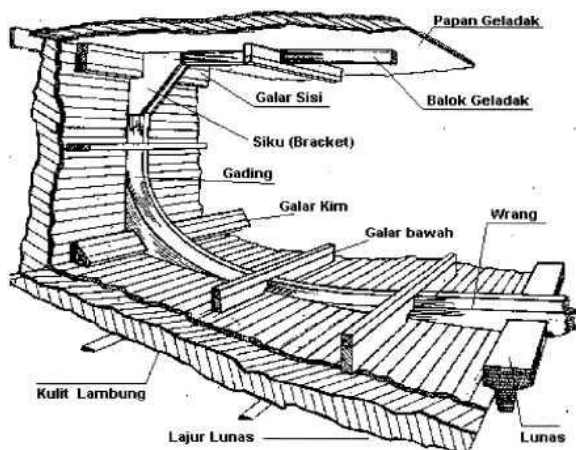 Papan Geladak
Galar Sisi
Balok Geladak
Siku (Bracket)
Gading
Galar Kim
Wrang
Galar bawah
Kulit Lambung
Lajur Lunas
Lunas